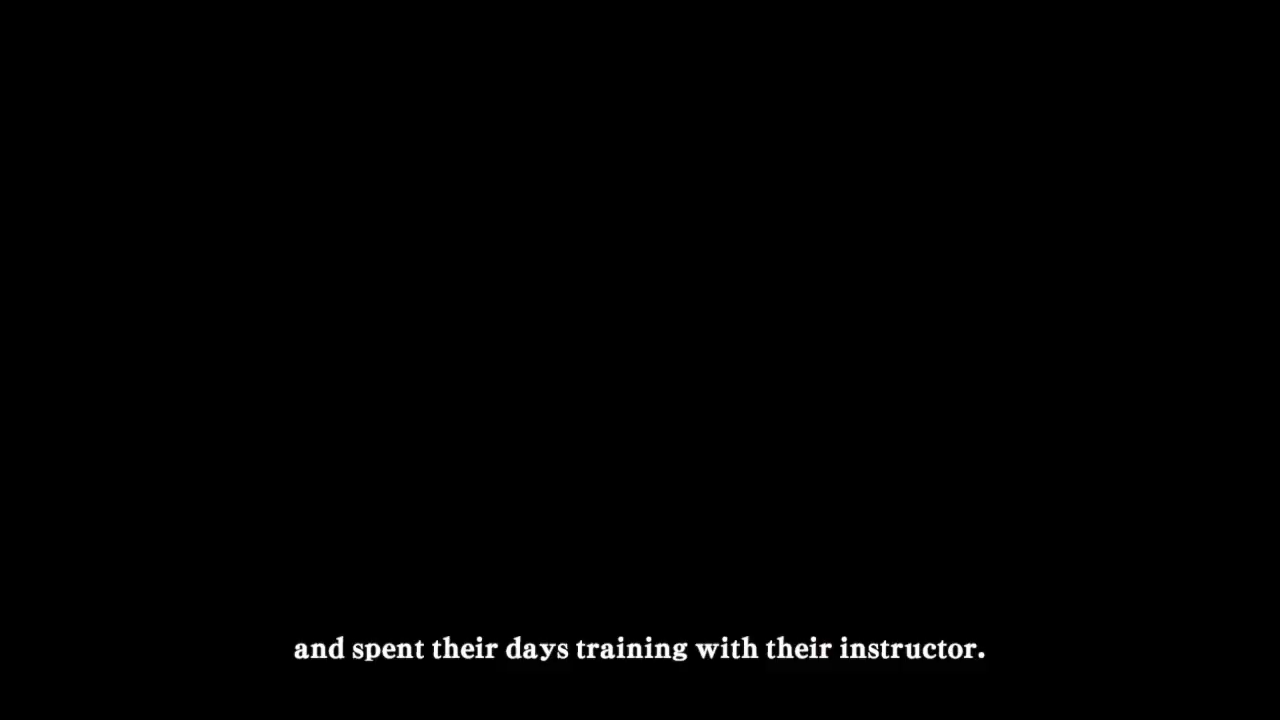 and spent their days training with their instructor.